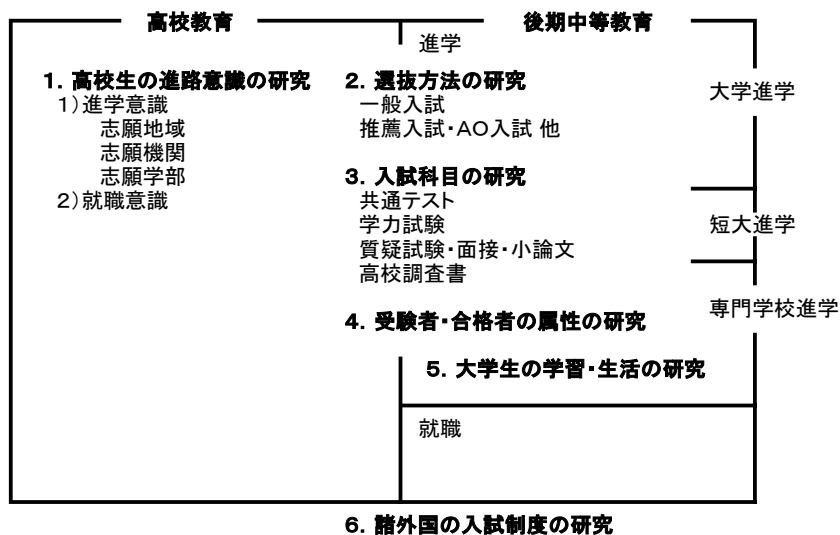 高校教育
後期中等教育
進学
1. 高校生の進路意識の研究
1)進学意識
志願地域
志願機関
志願学部
2)就職意識
2. 選抜方法の研究
一般入試
推薦入試・AO入試 他
3. 入試科目の研究
共通テスト
学力試験
質疑試験・面接・小論文
高校調査書
4. 受験者・合格者の属性の研究
5. 大学生の学習・生活の研究
就職
大学進学
短大進学
専門学校進学
6. 諸外国の入試制度の研究